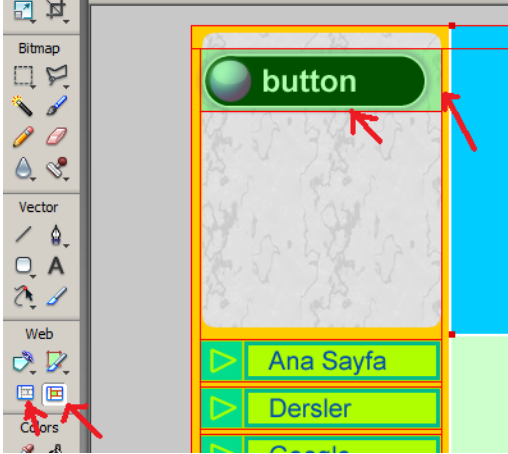 Bitmap
Vector
Web
Colors
button
Ana Sayfa
Dersler
Google